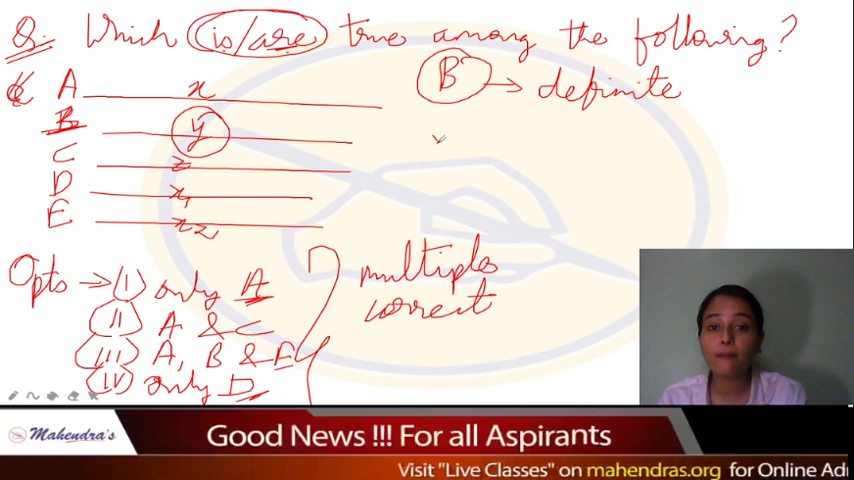 Q. Which is/are true among the following?
A x
B y
C z
D x1
E x2
B → definite
Opts → (I) only A
(II) A & C
(III) A, B & E
(IV) only D
multiple
correct
Mahendra's
Good News !!! For all Aspirants
Visit "Live Classes" on mahendras.org for Online Ad